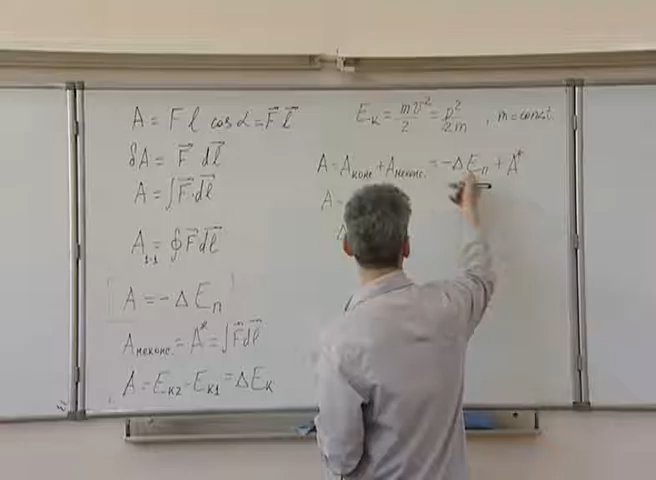 A = F l cos α = F⃗ l⃗
δA = F⃗ dl⃗
A = ∫F⃗·dl⃗
A₁₋₁ = ∮F⃗dl⃗
A = -ΔEп
Aнеконс. = A* = ∫F⃗dl⃗
A = Eк2 - Eк1 = ΔEк
Eк = mv²/2 = p²/2m , m = const.
A = Aконс + Aнеконс. = -ΔEп + A*
A =